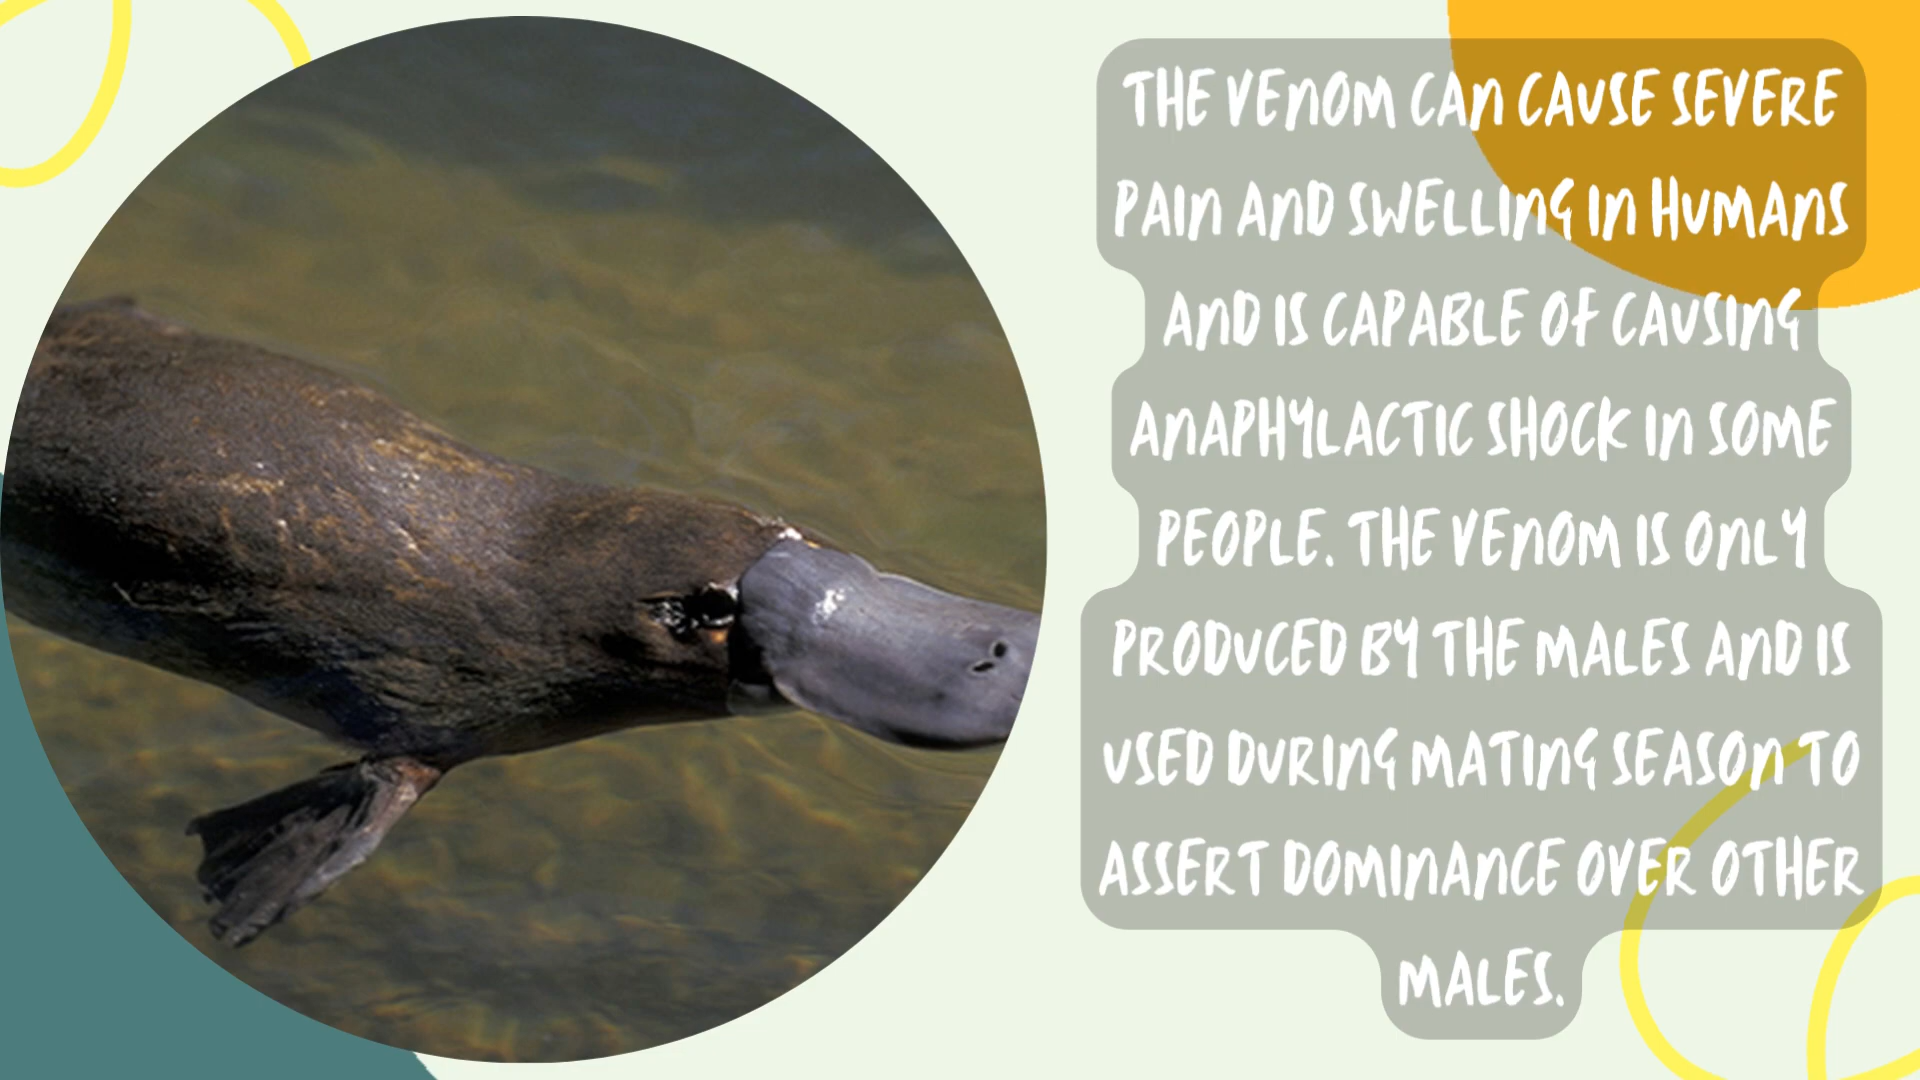 THE VENOM CAN CAUSE SEVERE
PAIN AND SWELLING IN HUMANS
AND IS CAPABLE OF CAUSING
ANAPHYLACTIC SHOCK IN SOME
PEOPLE. THE VENOM IS ONLY
PRODUCED BY THE MALES AND IS
USED DURING MATING SEASON TO
ASSERT DOMINANCE OVER OTHER
MALES.